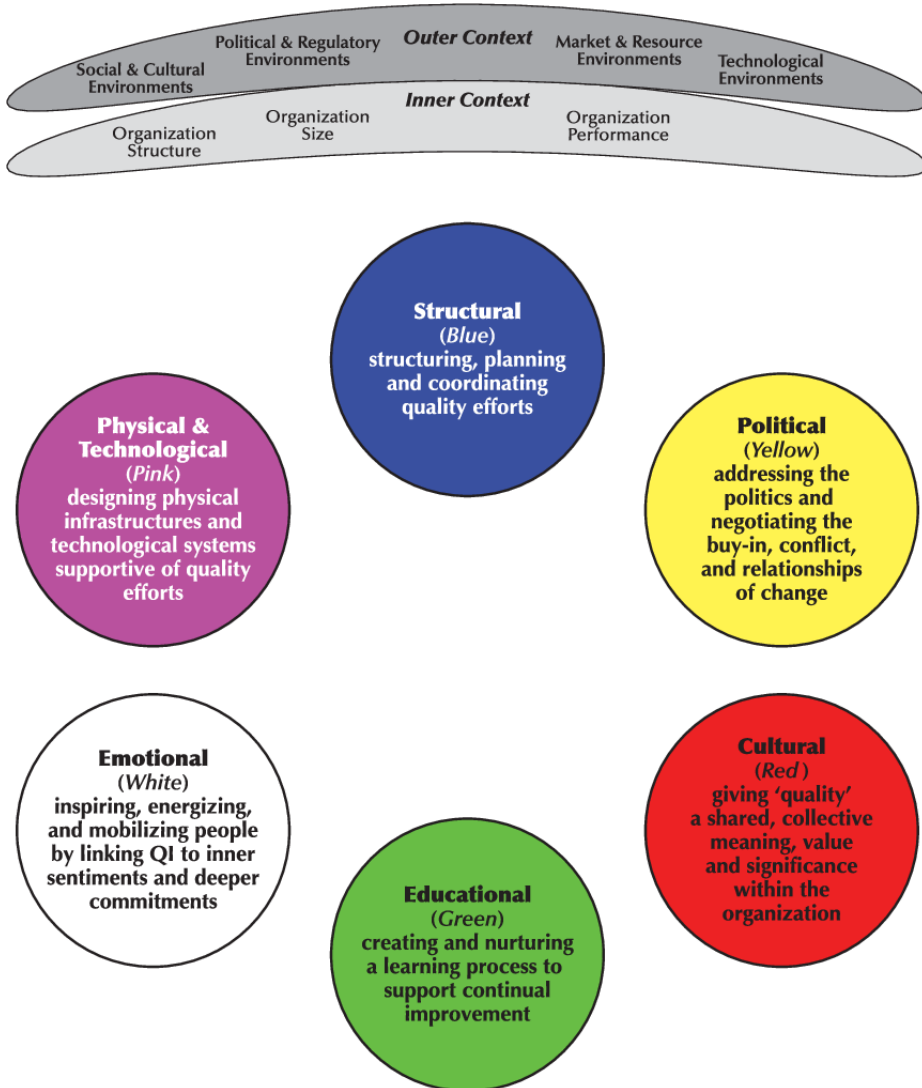 Outer Context
Social & Cultural
Environments
Political & Regulatory
Environments
Market & Resource
Environments
Technological
Environments
Inner Context
Organization
Structure
Organization
Size
Organization
Performance
Structural
(Blue)
structuring, planning
and coordinating
quality efforts
Physical &
Technological
(Pink)
designing physical
infrastructures and
technological systems
supportive of quality
efforts
Political
(Yellow)
addressing the
politics and
negotiating the
buy-in, conflict,
and relationships
of change
Emotional
(White)
inspiring, energizing,
and mobilizing people
by linking QI to inner
sentiments and deeper
commitments
Cultural
(Red )
giving ‘quality’
a shared, collective
meaning, value
and significance
within the
organization
Educational
(Green)
creating and nurturing
a learning process to
support continual
improvement